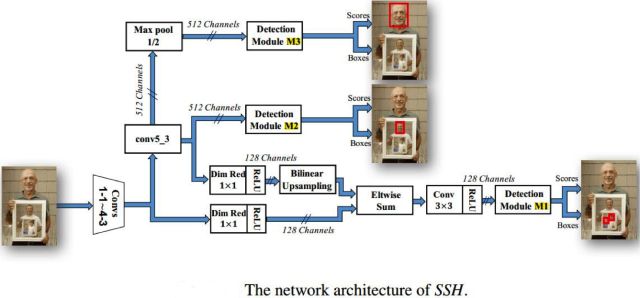 Max pool
1/2
512 Channels
Detection
Module M3
Scores
Boxes
512 Channels
conv5_3
512 Channels
Detection
Module M2
Scores
Boxes
128 Channels
Dim Red
1×1
ReLU
Bilinear
Upsampling
Convs
1-1~4-3
Dim Red
1×1
ReLU
128 Channels
Eltwise
Sum
Conv
3×3
ReLU
128 Channels
Detection
Module M1
Scores
Boxes
The network architecture of SSH.